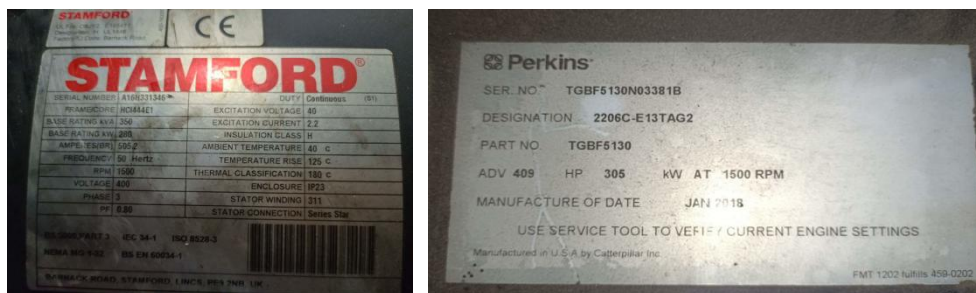 STAMFORD
CE
STAMFORD®
SERIAL NUMBER A16H331346
DUTY Continuous (S1)
FRAME/CORE HCI444E1
EXCITATION VOLTAGE 40
BASE RATING kVA 350
EXCITATION CURRENT 2.2
BASE RATING kW 280
INSULATION CLASS H
AMPERES(BR) 505.2
AMBIENT TEMPERATURE 40 C
FREQUENCY 50 Hertz
TEMPERATURE RISE 125 C
RPM 1500
THERMAL CLASSIFICATION 180 C
VOLTAGE 400
ENCLOSURE IP23
PHASE 3
STATOR WINDING 311
PF 0.80
STATOR CONNECTION Series Star
BS 5000 PART 3 IEC 34-1 ISO 8528-3
NEMA MG 1-32 BS EN 60034-1
BARNACK ROAD, STAMFORD, LINCS, PE9 2NB, UK
Perkins
SER. NO. TGBF5130N03381B
DESIGNATION 2206C-E13TAG2
PART NO TGBF5130
ADV 409 HP 305 kW AT 1500 RPM
MANUFACTURE OF DATE JAN 2018
USE SERVICE TOOL TO VERIFY CURRENT ENGINE SETTINGS
Manufactured in U.S.A by Catterpillar Inc.
FMT 1202 fulfills 459-0202